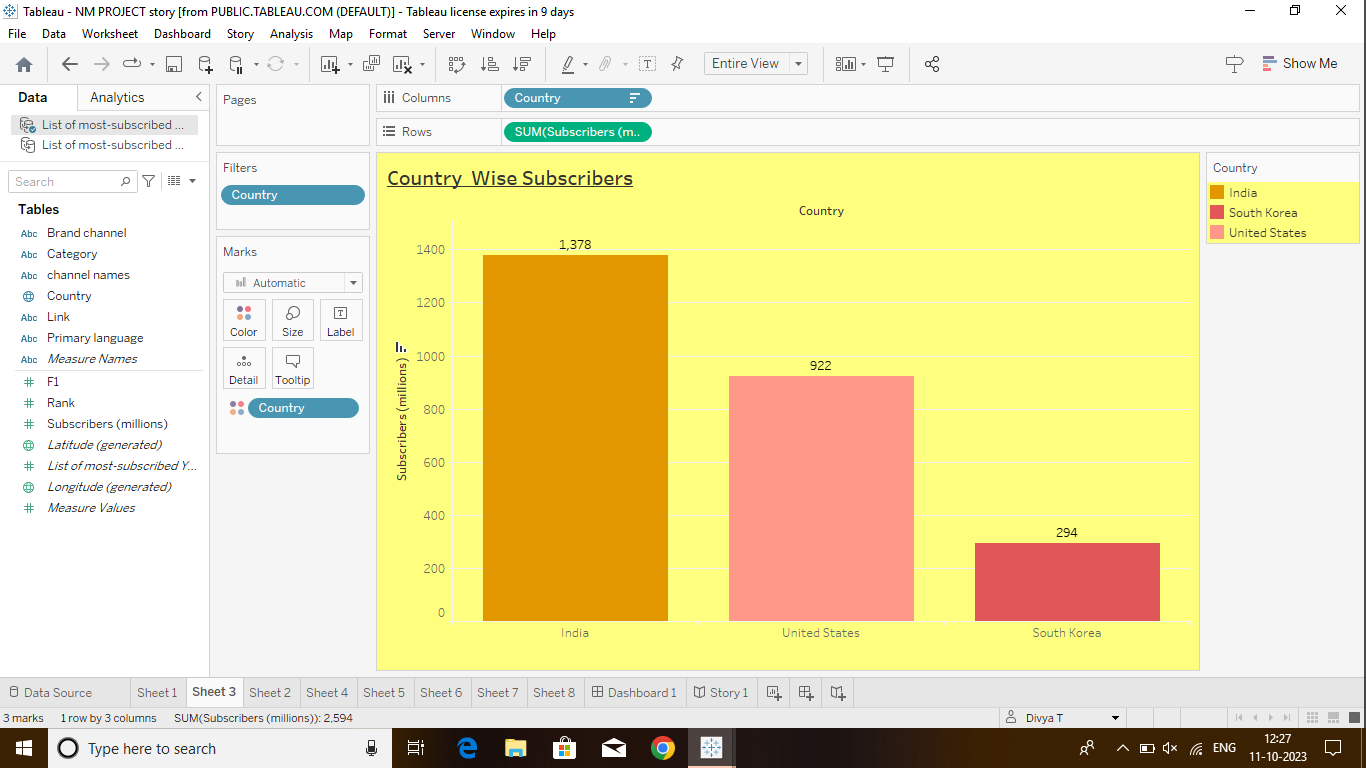 Tableau - NM PROJECT story [from PUBLIC.TABLEAU.COM (DEFAULT)] - Tableau license expires in 9 days
File Data Worksheet Dashboard Story Analysis Map Format Server Window Help
Entire View
Show Me
Data Analytics
List of most-subscribed ...
List of most-subscribed ...
Search
Tables
Abc Brand channel
Abc Category
Abc channel names
Country
Abc Link
Abc Primary language
Abc Measure Names
F1
Rank
Subscribers (millions)
Latitude (generated)
List of most-subscribed Y...
Longitude (generated)
Measure Values
Pages
Filters
Country
Marks
Automatic
Color Size Label
Detail Tooltip
Country
Columns Country
Rows SUM(Subscribers (m..
Country Wise Subscribers
Country
Subscribers (millions)
1400
1200
1000
800
600
400
200
0
1,378
922
294
India United States South Korea
Country
India
South Korea
United States
Data Source Sheet 1 Sheet 3 Sheet 2 Sheet 4 Sheet 5 Sheet 6 Sheet 7 Sheet 8 Dashboard 1 Story 1
3 marks 1 row by 3 columns SUM(Subscribers (millions)): 2,594
Divya T
Type here to search
ENG
12:27
11-10-2023